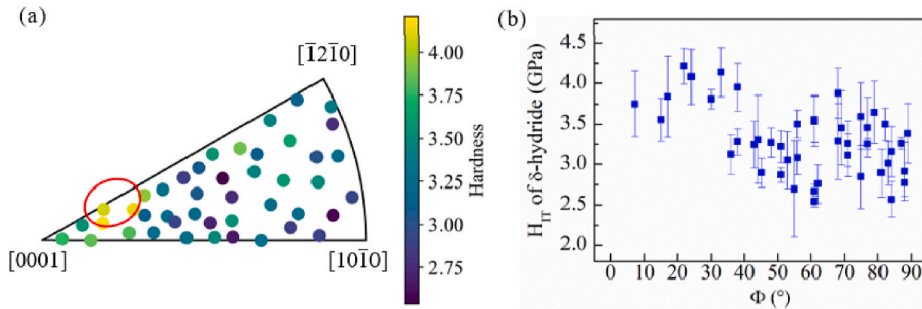 (a)
[1̅21̅0]
[0001]
[101̅0]
4.00
3.75
3.50
3.25
3.00
2.75
Hardness
(b)
H_IT of δ-hydride (GPa)
4.5
4.0
3.5
3.0
2.5
2.0
0 10 20 30 40 50 60 70 80 90
Φ (°)